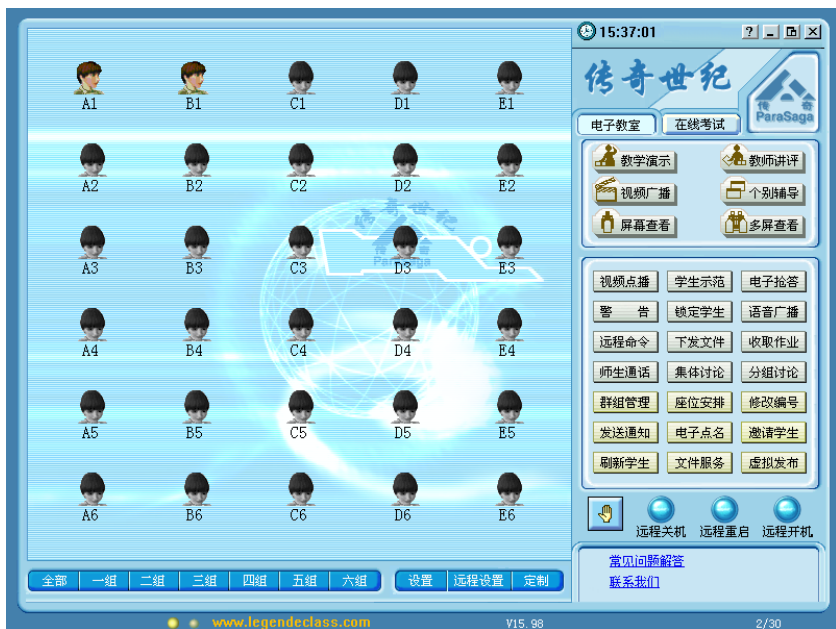 15:37:01
传奇世纪
传奇
ParaSaga
电子教室 在线考试
教学演示 教师讲评
视频广播 个别辅导
屏幕查看 多屏查看
A1 B1 C1 D1 E1
A2 B2 C2 D2 E2
传奇世纪
传奇
ParaSaga
A3 B3 C3 D3 E3
A4 B4 C4 D4 E4
A5 B5 C5 D5 E5
A6 B6 C6 D6 E6
视频点播 学生示范 电子抢答
警告 锁定学生 语音广播
远程命令 下发文件 收取作业
师生通话 集体讨论 分组讨论
群组管理 座位安排 修改编号
发送通知 电子点名 邀请学生
刷新学生 文件服务 虚拟发布
远程关机 远程重启 远程开机
常见问题解答
联系我们
全部 一组 二组 三组 四组 五组 六组 设置 远程设置 定制
www.legendeclass.com V15.98 2/30